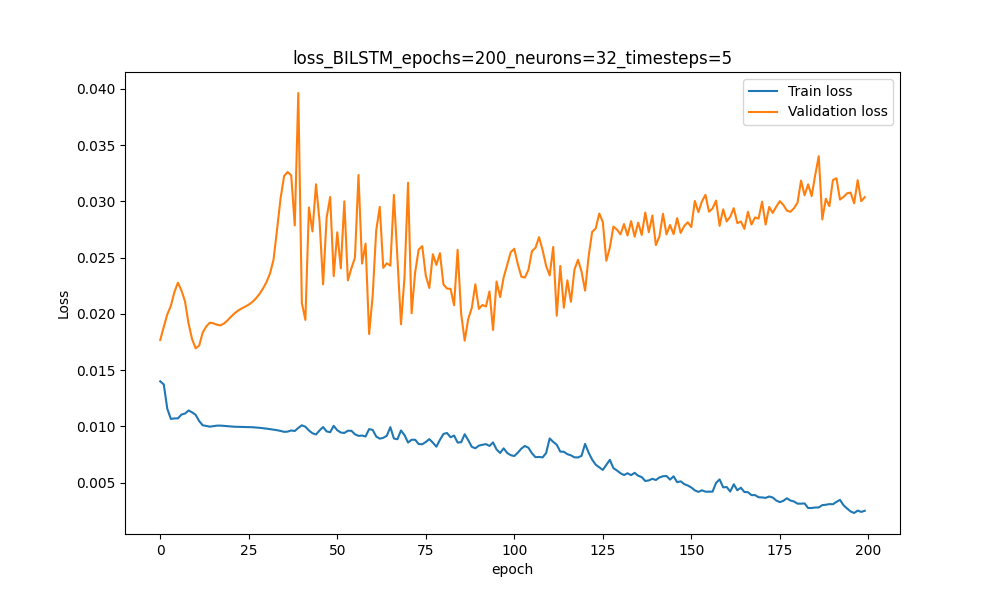 loss_BILSTM_epochs=200_neurons=32_timesteps=5
Train loss
Validation loss
0.040
0.035
0.030
0.025
0.020
0.015
0.010
0.005
Loss
0 25 50 75 100 125 150 175 200
epoch